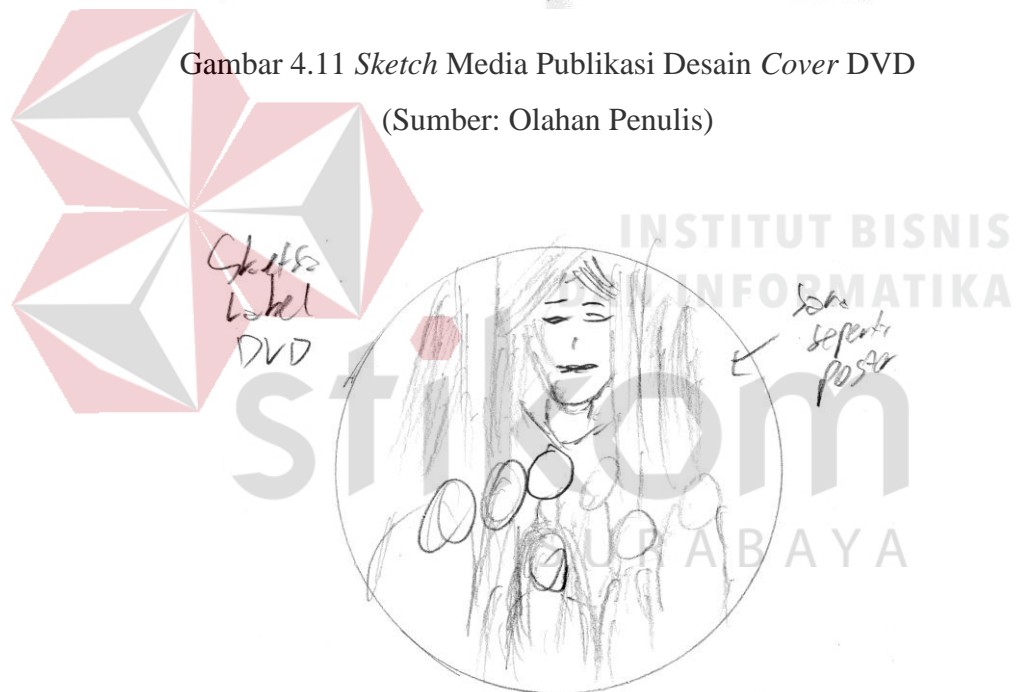 Gambar 4.11 Sketch Media Publikasi Desain Cover DVD
(Sumber: Olahan Penulis)
INSTITUT BISNIS
INFORMATIKA
Sketsa
Label
DVD
sama
seperti
poster
stikom
SURABAYA